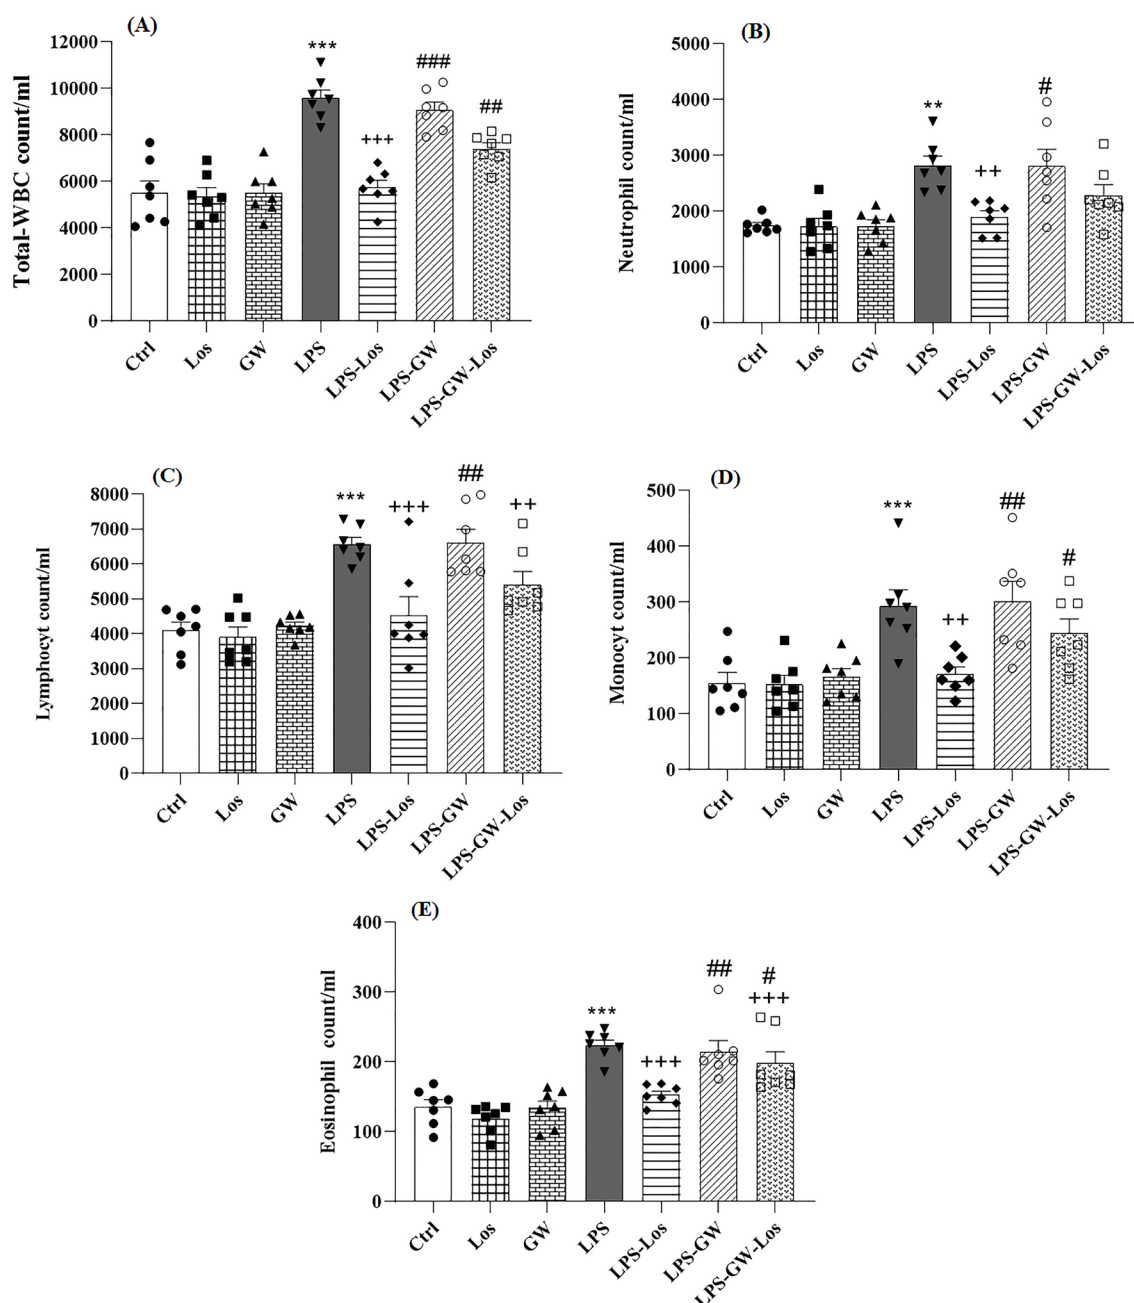 (A)
Total-WBC count/ml
12000
10000
8000
6000
4000
2000
0
***
+++
###
##
Ctrl
Los
GW
LPS
LPS-Los
LPS-GW
LPS-GW-Los
(B)
Neutrophil count/ml
5000
4000
3000
2000
1000
0
**
++
#
Ctrl
Los
GW
LPS
LPS-Los
LPS-GW
LPS-GW-Los
(C)
Lymphocyt count/ml
8000
7000
6000
5000
4000
3000
2000
1000
0
***
+++
##
++
Ctrl
Los
GW
LPS
LPS-Los
LPS-GW
LPS-GW-Los
(D)
Monocyt count/ml
500
400
300
200
100
0
***
++
##
#
Ctrl
Los
GW
LPS
LPS-Los
LPS-GW
LPS-GW-Los
(E)
Eosinophil count/ml
400
300
200
100
0
***
+++
##
#
+++
Ctrl
Los
GW
LPS
LPS-Los
LPS-GW
LPS-GW-Los